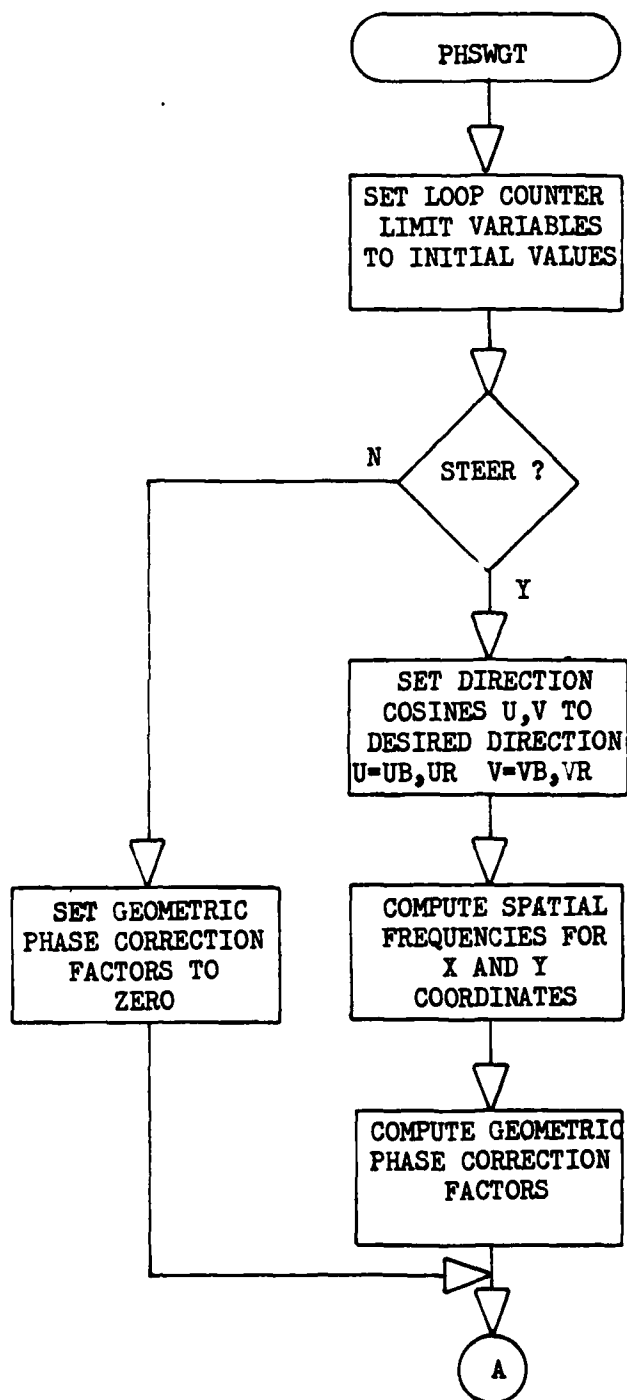 PHSWGT
SET LOOP COUNTER
LIMIT VARIABLES
TO INITIAL VALUES
N
STEER ?
Y
SET DIRECTION
COSINES U,V TO
DESIRED DIRECTION
U=UB,UR V=VB,VR
SET GEOMETRIC
PHASE CORRECTION
FACTORS TO
ZERO
COMPUTE SPATIAL
FREQUENCIES FOR
X AND Y
COORDINATES
COMPUTE GEOMETRIC
PHASE CORRECTION
FACTORS
A